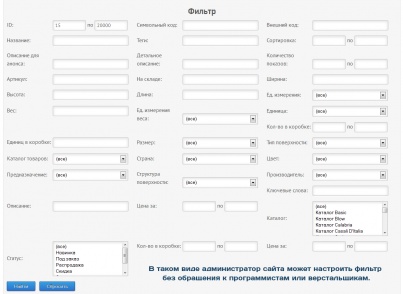 Фильтр
ID: 15 по 20000 Символьный код: Внешний код:
Название: Теги: Сортировка: по
Описание для анонса: Детальное описание: Количество показов: по
Артикул: На складе: Ширина:
Высота: Длина: Ед. измерения: (все)
Вес: Ед. измерения веса: (все) Единица: (все)
Кол-во в коробке: по
Единиц в коробке: Размер: (все) Тип поверхности: (все)
Каталог товаров: (все) Страна: (все) Цвет: (все)
Предназначение: (все) Структура поверхности: (все) Производитель: (все)
Ключевые слова:
Описание: Цена за: по Каталог: (все)
Каталог Basic
Каталог Blow
Каталог Calabria
Каталог Casali D'Italia
Статус: (все)
Новинка
Под заказ
Распродажа
Скидка
Кол-во в коробке: по Цена за: по
В таком виде администратор сайта может настроить фильтр
без обращения к программистам или верстальщикам.
Найти Сбросить